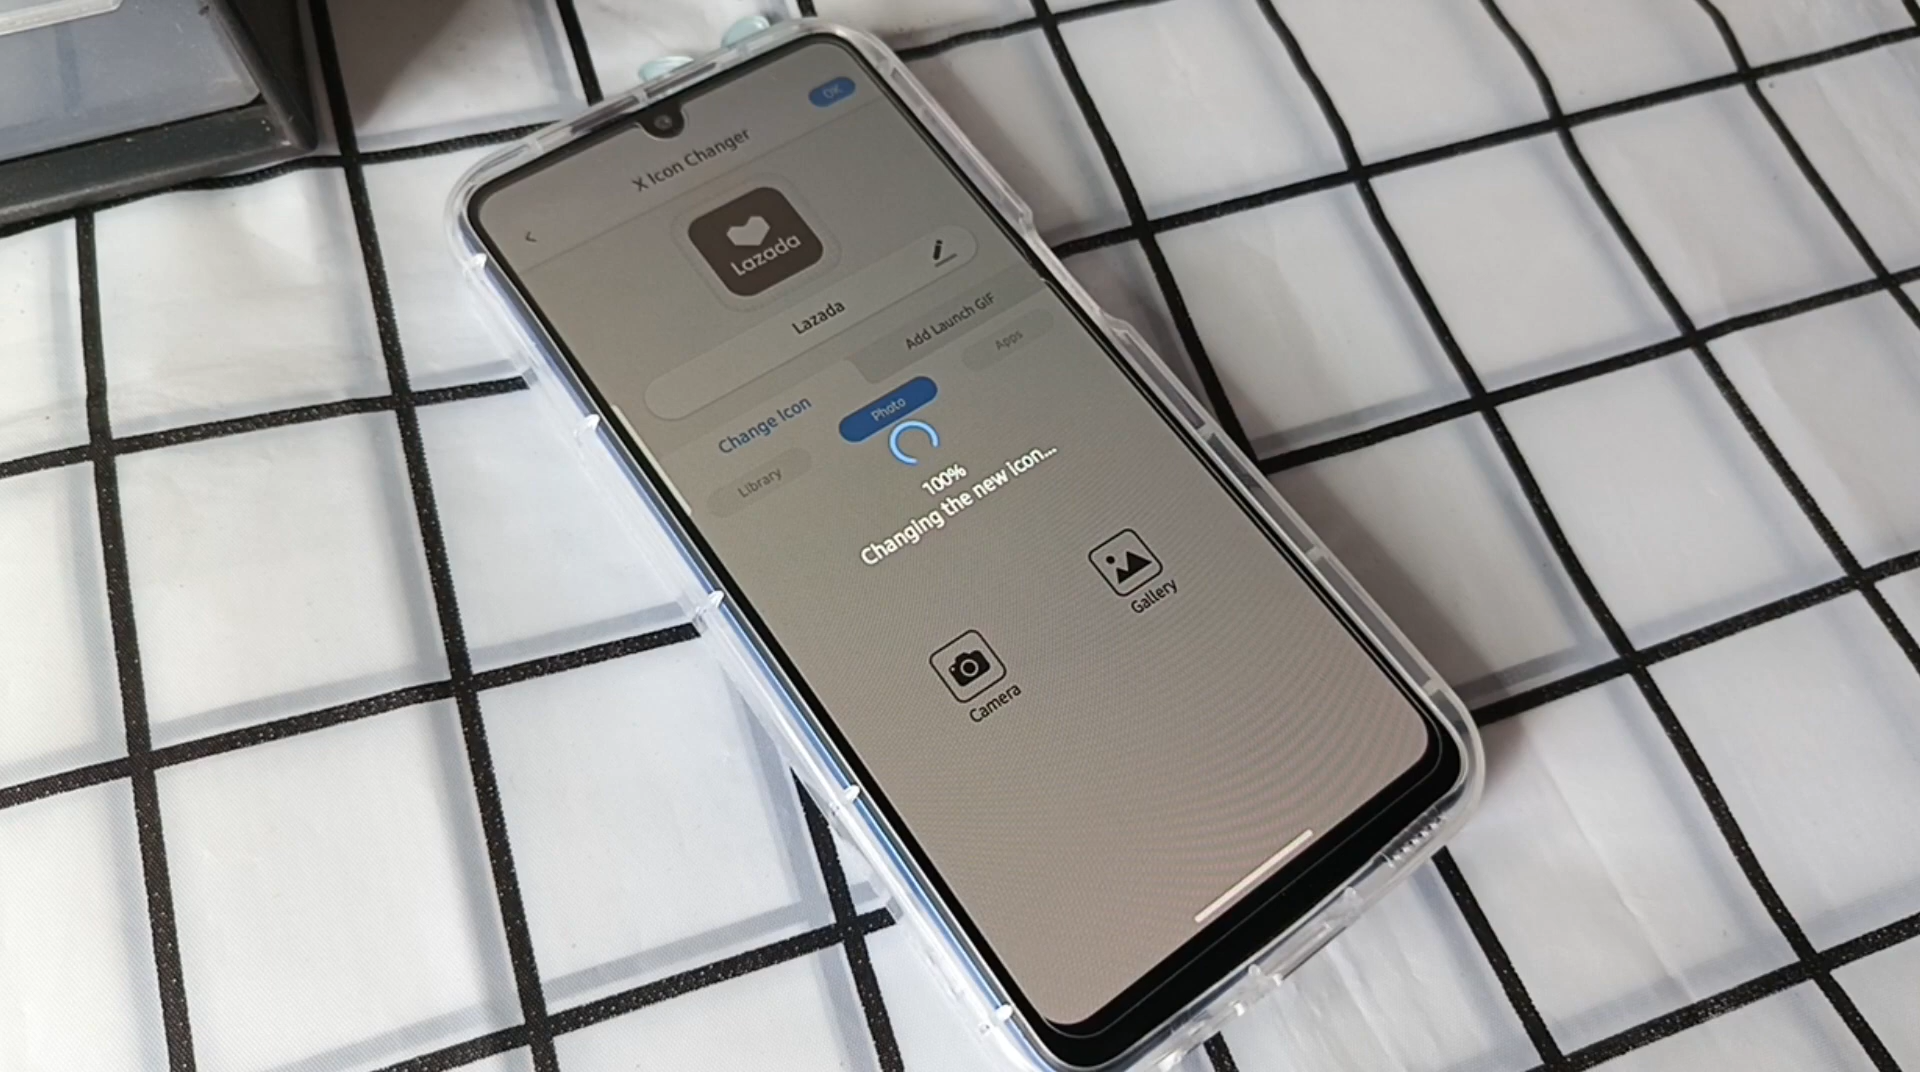 OK
X Icon Changer
Lazada
Lazada
Change Icon
Add Launch GIF
Library
Photo
Apps
100%
Changing the new icon...
Camera
Gallery